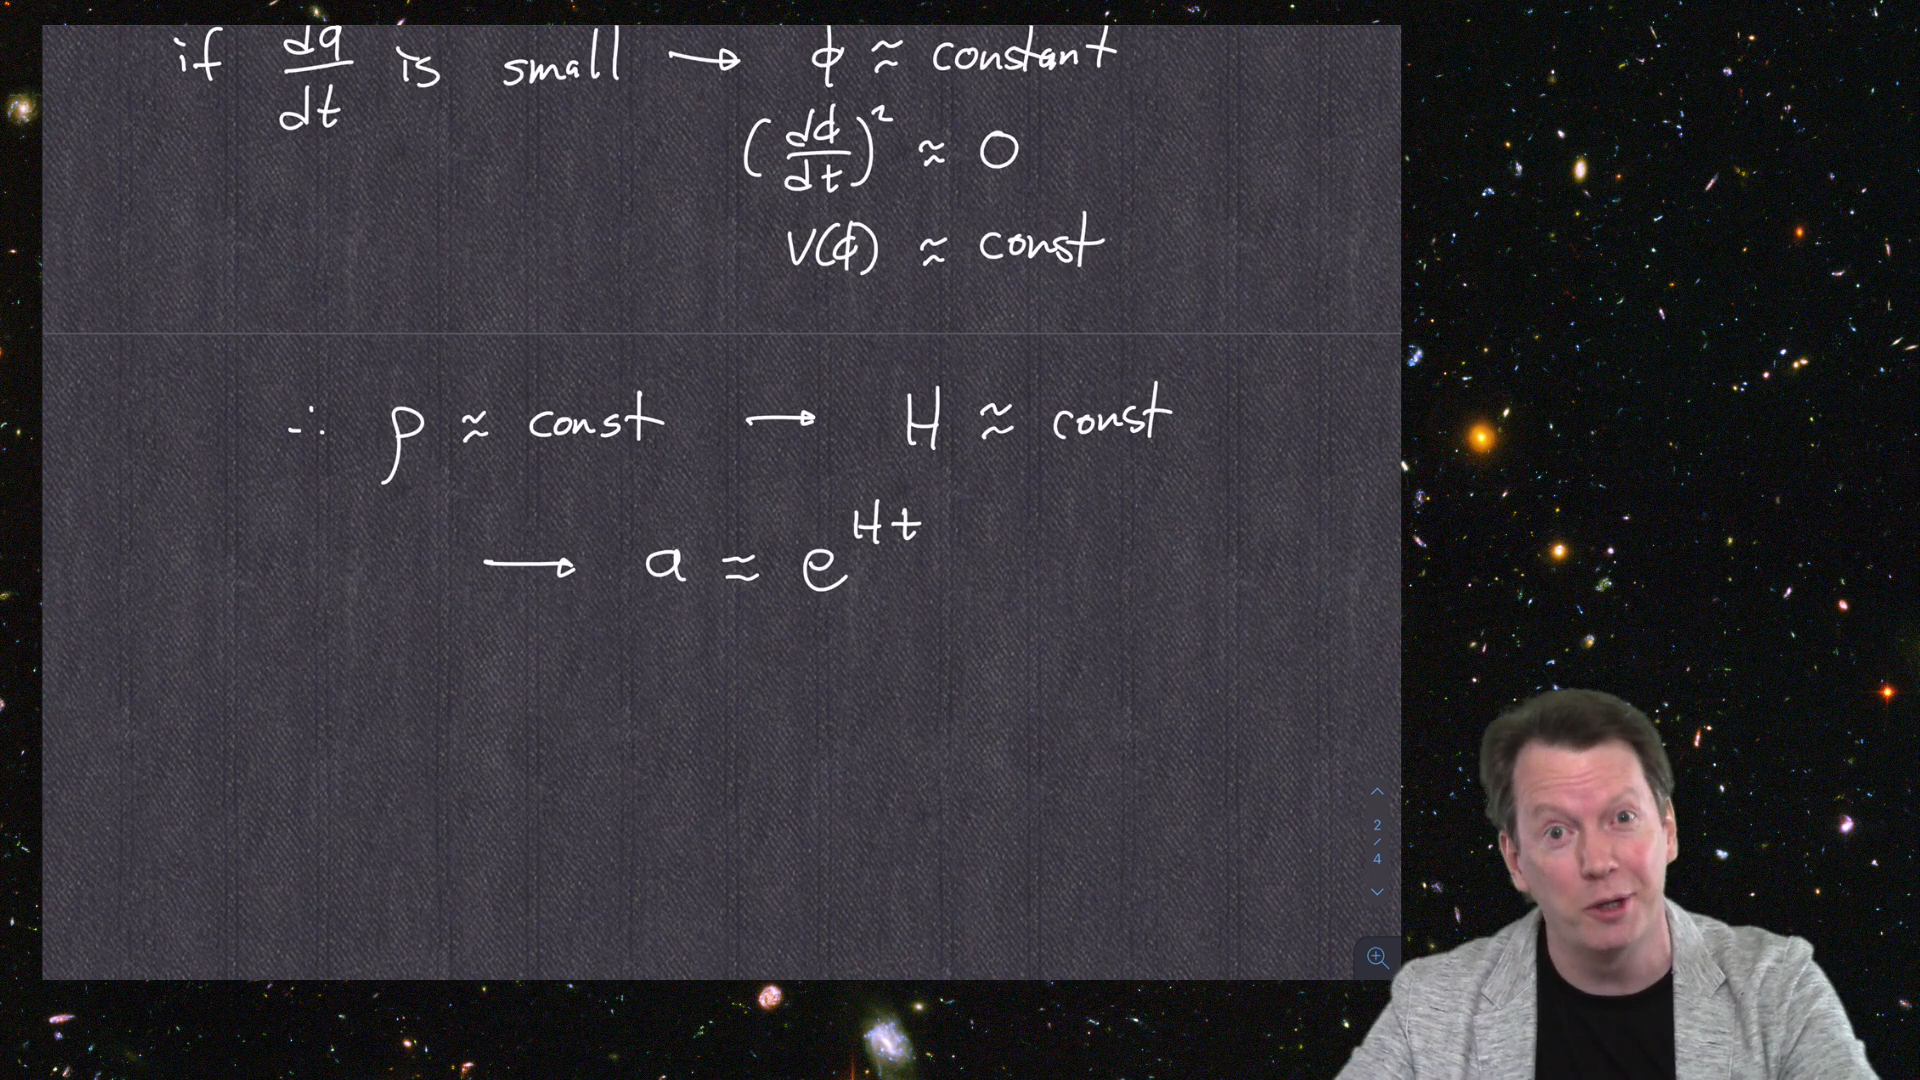 if dφ/dt is small → φ ≈ constant
(dφ/dt)² ≈ 0
V(φ) ≈ const
∴ ρ ≈ const → H ≈ const
→ a ≈ e^{Ht}
2
/
4